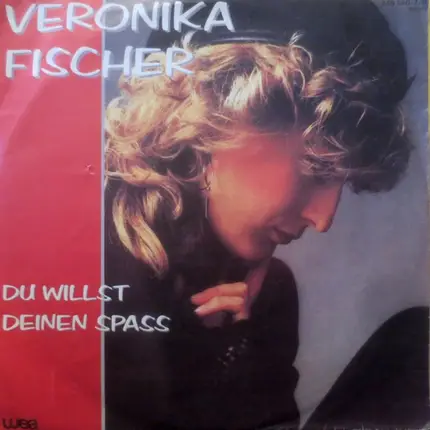 VERONIKA
FISCHER
DU WILLST
DEINEN SPASS
wea